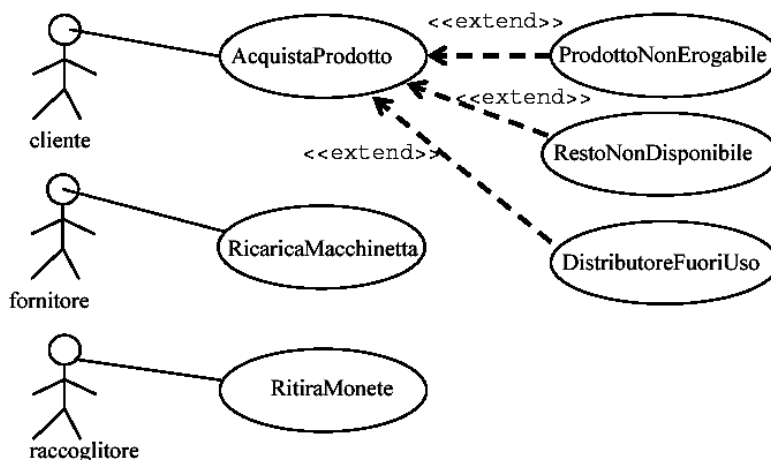 <<extend>>
AcquistaProdotto
ProdottoNonErogabile
<<extend>>
cliente
<<extend>>
RestoNonDisponibile
RicaricaMacchinetta
DistributoreFuoriUso
fornitore
RitiraMonete
raccoglitore